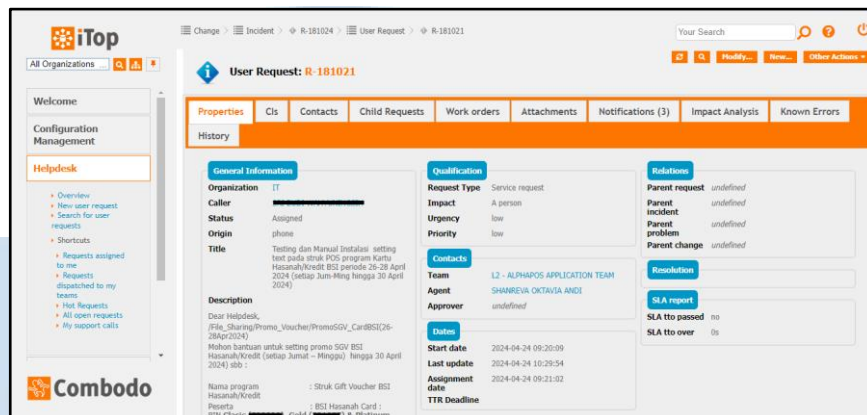 iTop
All Organizations ...
Welcome
Configuration
Management
Helpdesk
Overview
New user request
Search for user
requests
Shortcuts
Requests assigned
to me
Requests
dispatched to my
teams
Hot Requests
All open requests
My support calls
Combodo
Change > Incident > R-181024 > User Request > R-181021
Your Search
User Request: R-181021
Modify... New... Other Actions
Properties CIs Contacts Child Requests Work orders Attachments Notifications (3) Impact Analysis Known Errors
History
General Information
Organization IT
Caller
Status Assigned
Origin phone
Title Testing dan Manual Instalasi setting
text pada struk POS program Kartu
Hasanah/Kredit BSI periode 26-28 April
2024 (setiap Jum-Ming hingga 30 April
2024)
Description
Dear Helpdesk,
/File_Sharing/Promo_Voucher/PromoSGV_CardBSI(26-
28Apr2024)
Mohon bantuan untuk setting promo SGV BSI
Hasanah/Kredit (setiap Jumat – Minggu) hingga 30 April
2024) sbb :
Nama program : Struk Gift Voucher BSI
Hasanah/Kredit
Peserta : BSI Hasanah Card :
Qualification
Request Type Service request
Impact A person
Urgency low
Priority low
Contacts
Team L2 - ALPHAPOS APPLICATION TEAM
Agent SHANREVA OKTAVIA ANDI
Approver undefined
Dates
Start date 2024-04-24 09:20:09
Last update 2024-04-24 10:29:54
Assignment
date 2024-04-24 09:21:02
TTR Deadline
Relations
Parent request undefined
Parent
incident undefined
Parent
problem undefined
Parent change undefined
Resolution
SLA report
SLA tto passed no
SLA tto over 0s